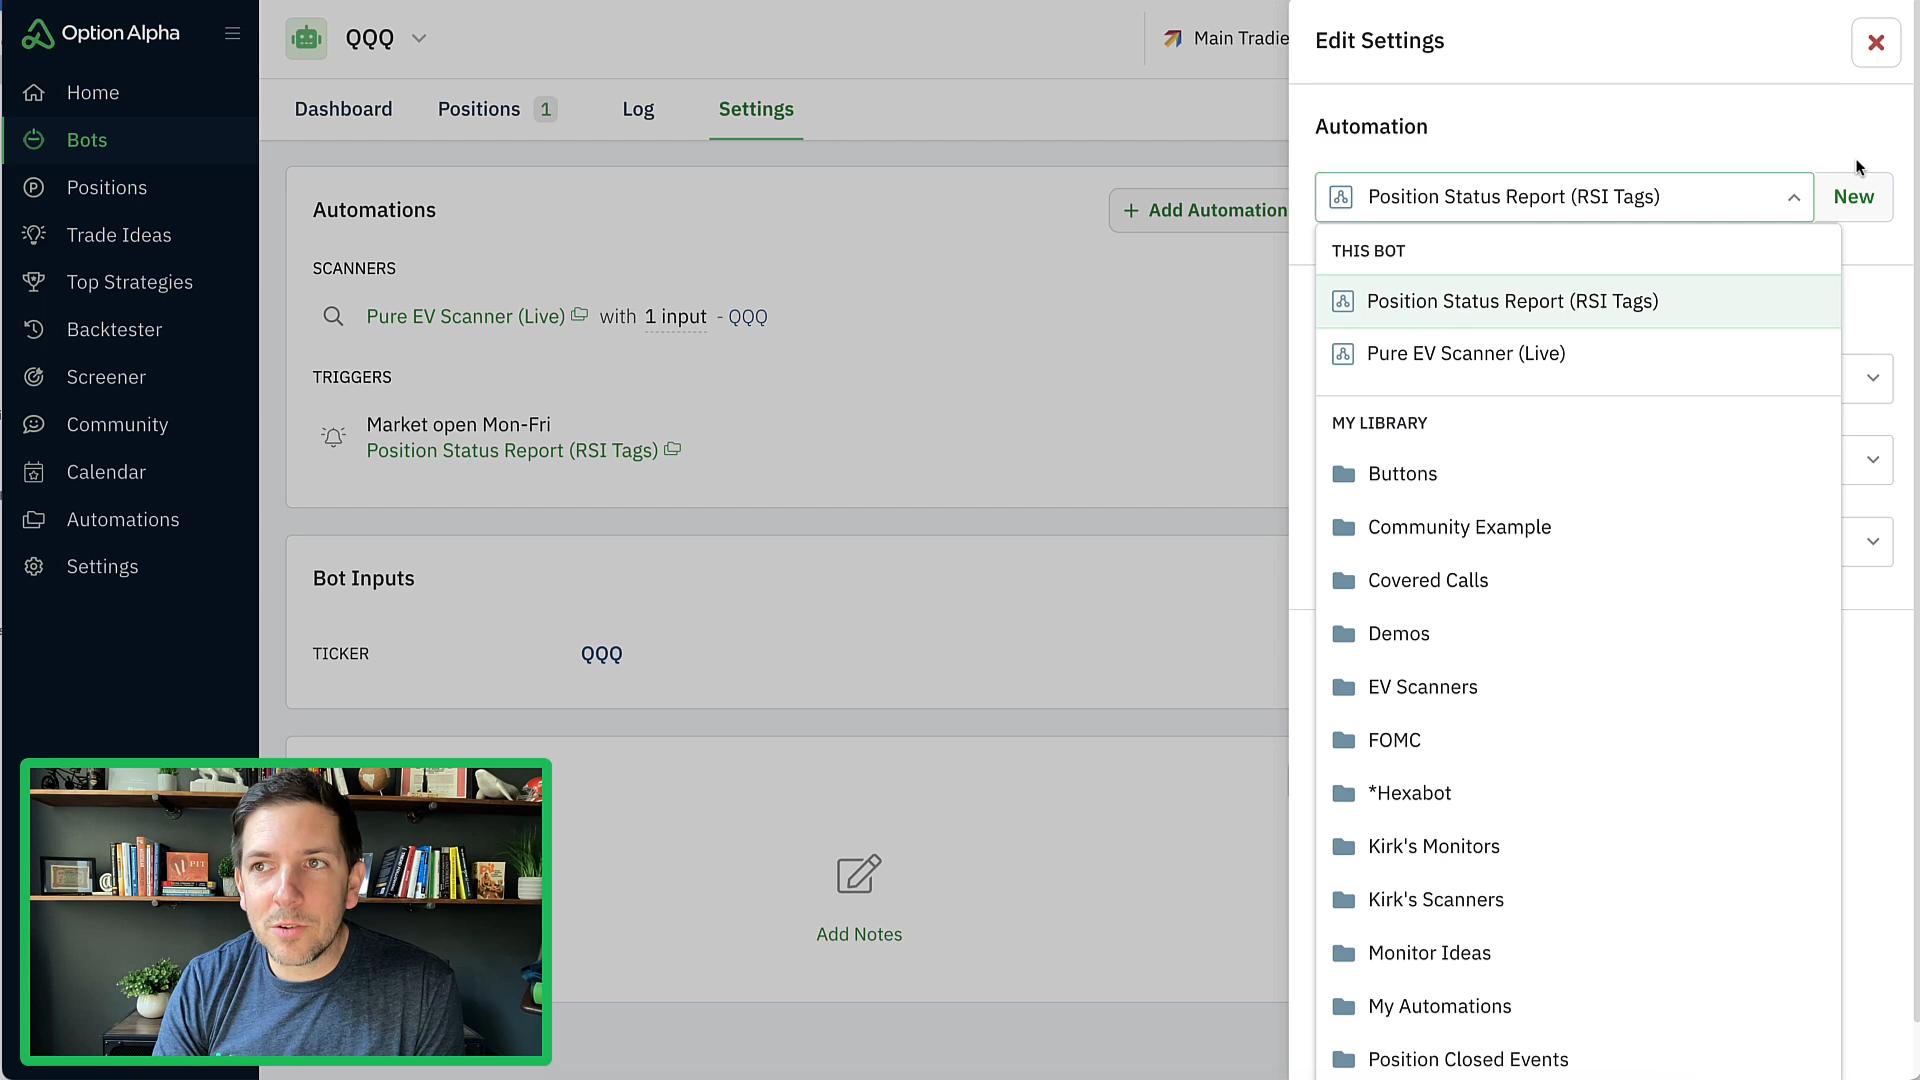 Option Alpha
Home
Bots
Positions
Trade Ideas
Top Strategies
Backtester
Screener
Community
Calendar
Automations
Settings
QQQ
Main Tradie
Dashboard
Positions 1
Log
Settings
Automations
+ Add Automation
SCANNERS
Pure EV Scanner (Live) with 1 input - QQQ
TRIGGERS
Market open Mon-Fri
Position Status Report (RSI Tags)
Bot Inputs
TICKER QQQ
Add Notes
Edit Settings
Automation
Position Status Report (RSI Tags)
New
THIS BOT
Position Status Report (RSI Tags)
Pure EV Scanner (Live)
MY LIBRARY
Buttons
Community Example
Covered Calls
Demos
EV Scanners
FOMC
*Hexabot
Kirk's Monitors
Kirk's Scanners
Monitor Ideas
My Automations
Position Closed Events
PIT